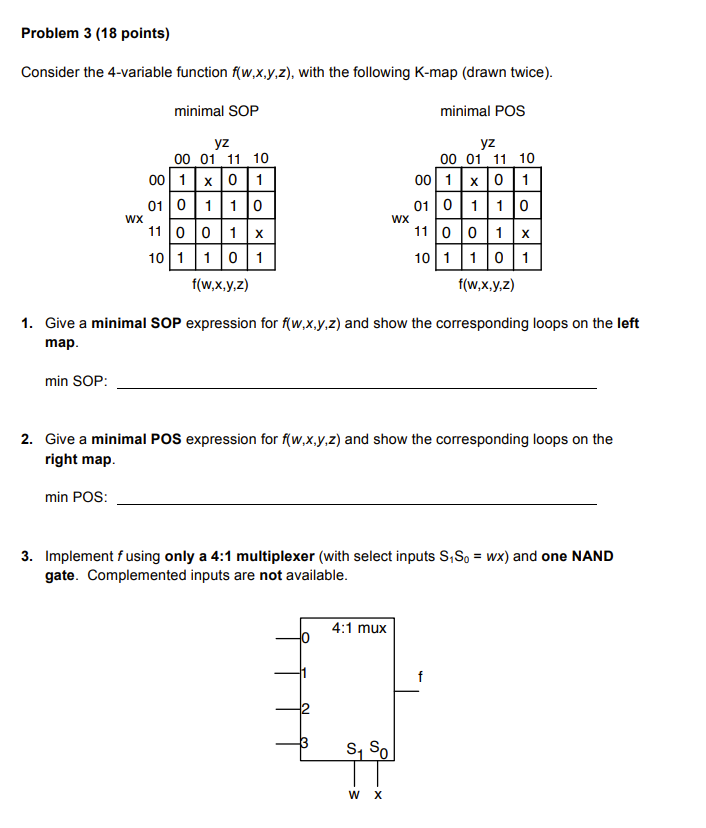 Problem 3 (18 points)
Consider the 4-variable function f(w,x,y,z), with the following K-map (drawn twice).
minimal SOP minimal POS
yz yz
00 01 11 10 00 01 11 10
00 1 x 0 1 00 1 x 0 1
01 0 1 1 0 01 0 1 1 0
wx wx
11 0 0 1 x 11 0 0 1 x
10 1 1 0 1 10 1 1 0 1
f(w,x,y,z) f(w,x,y,z)
1. Give a minimal SOP expression for f(w,x,y,z) and show the corresponding loops on the left
map.
min SOP:
2. Give a minimal POS expression for f(w,x,y,z) and show the corresponding loops on the
right map.
min POS:
3. Implement f using only a 4:1 multiplexer (with select inputs S₁S₀ = wx) and one NAND
gate. Complemented inputs are not available.
4:1 mux
0
1
f
2
3
S₁ S₀
w x